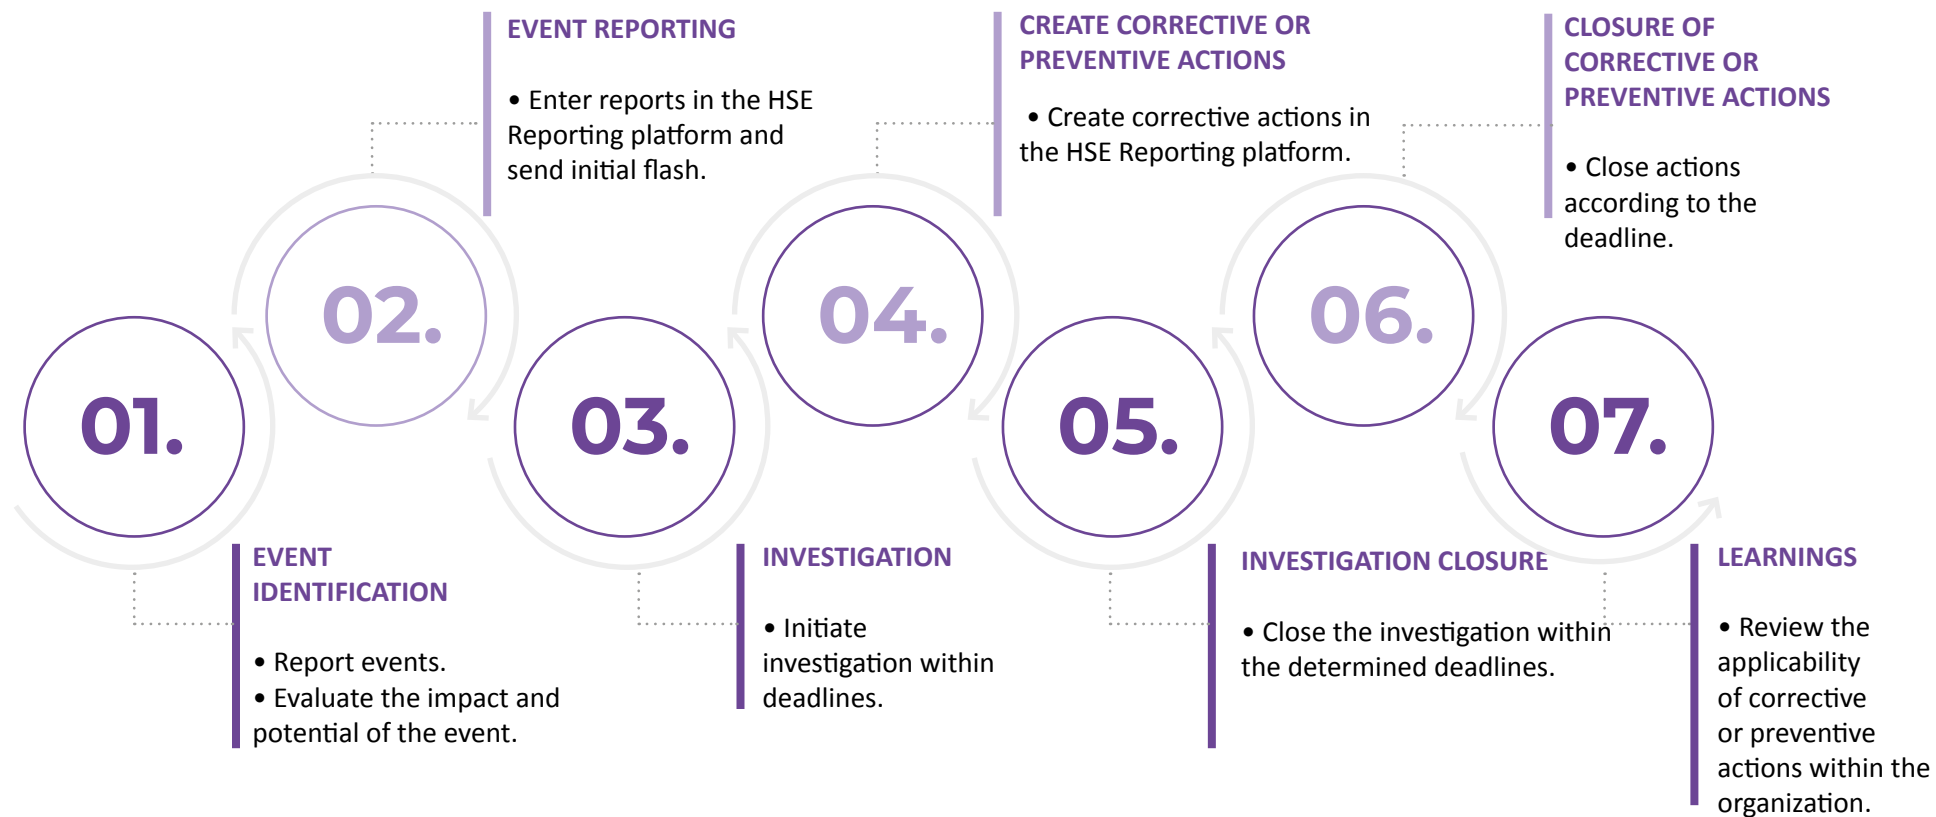 01.
EVENT
IDENTIFICATION
• Report events.
• Evaluate the impact and
potential of the event.
02.
EVENT REPORTING
• Enter reports in the HSE
Reporting platform and
send initial flash.
03.
INVESTIGATION
• Initiate
investigation within
deadlines.
04.
CREATE CORRECTIVE OR
PREVENTIVE ACTIONS
• Create corrective actions in
the HSE Reporting platform.
05.
INVESTIGATION CLOSURE
• Close the investigation within
the determined deadlines.
06.
CLOSURE OF
CORRECTIVE OR
PREVENTIVE ACTIONS
• Close actions
according to the
deadline.
07.
LEARNINGS
• Review the
applicability
of corrective
or preventive
actions within the
organization.